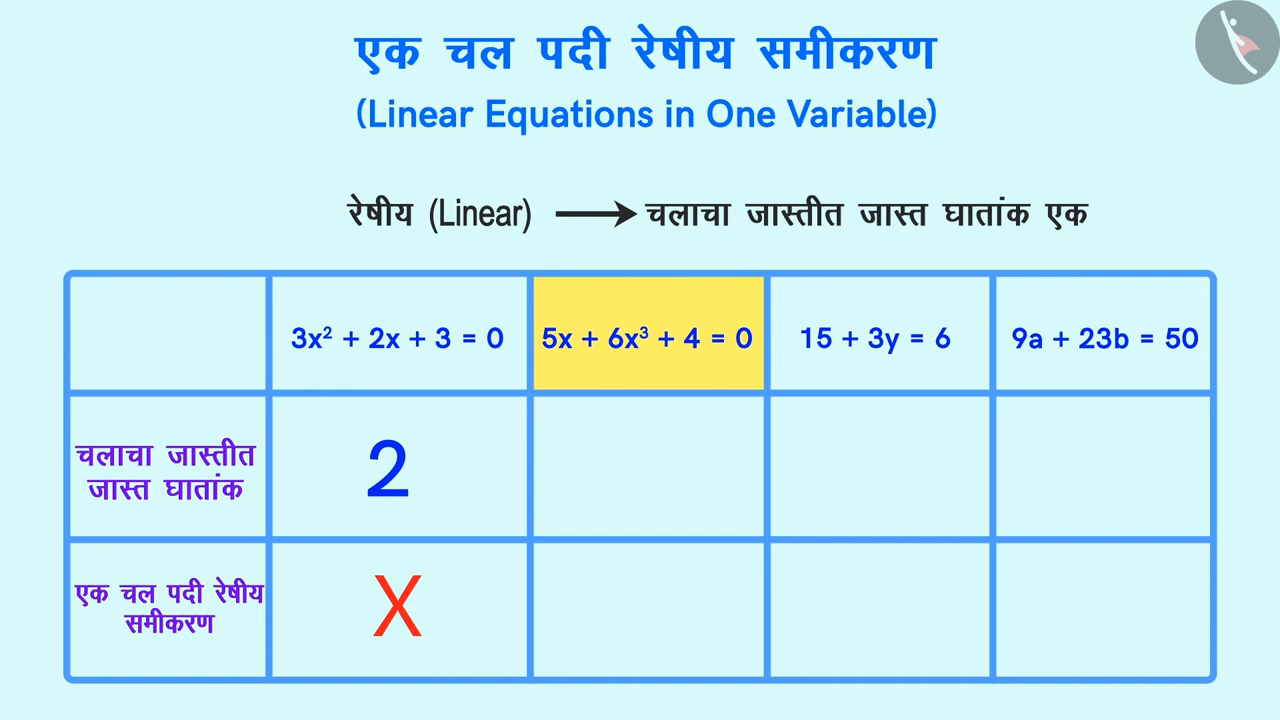 एक चल पदी रेषीय समीकरण
(Linear Equations in One Variable)
रेषीय (Linear) → चलाचा जास्तीत जास्त घातांक एक
3x² + 2x + 3 = 0
5x + 6x³ + 4 = 0
15 + 3y = 6
9a + 23b = 50
चलाचा जास्तीत
जास्त घातांक
2
एक चल पदी रेषीय
समीकरण
X